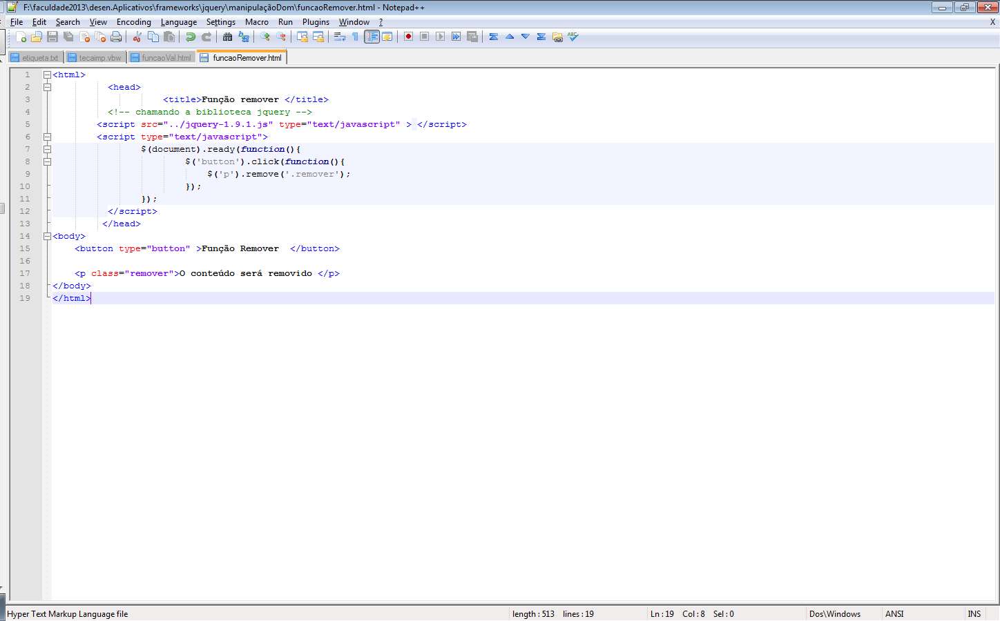 F:\faculdade2013\desen.Aplicativos\frameworks\jquery\manipulaçãoDom\funcaoRemover.html - Notepad++
File Edit Search View Encoding Language Settings Macro Run Plugins Window ? X
etiqueta.txt tecaimp.vbw funcaoVal.html funcaoRemover.html
1 <html>
2 <head>
3 <title>Função remover </title>
4 <!-- chamando a biblioteca jquery -->
5 <script src="../jquery-1.9.1.js" type="text/javascript" > </script>
6 <script type="text/javascript">
7 $(document).ready(function(){
8 $('button').click(function(){
9 $('p').remove('.remover');
10 });
11 });
12 </script>
13 </head>
14 <body>
15 <button type="button" >Função Remover  </button>
16
17 <p class="remover">O conteúdo será removido </p>
18 </body>
19 </html>
Hyper Text Markup Language file length : 513 lines : 19 Ln : 19 Col : 8 Sel : 0 Dos\Windows ANSI INS